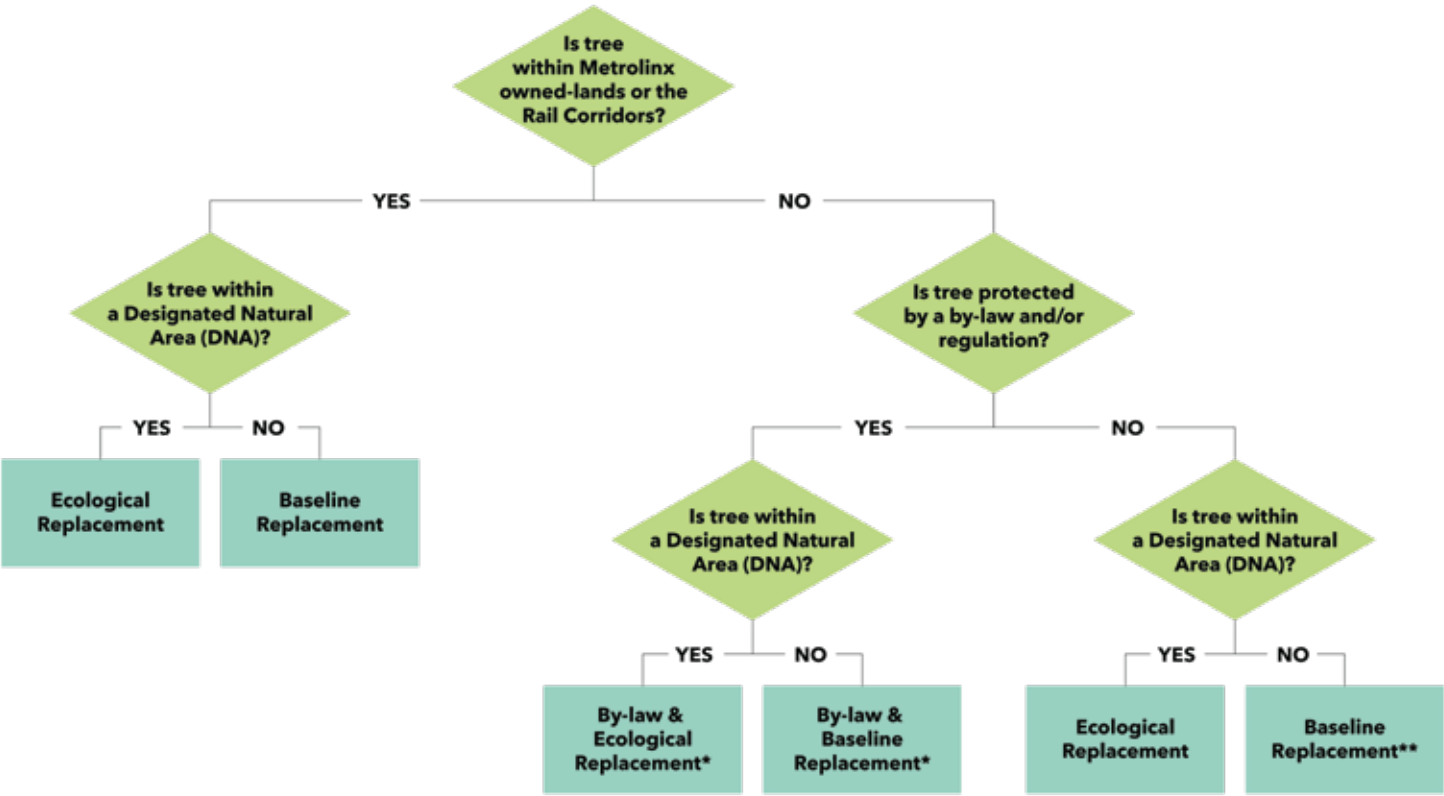 Is tree
within Metrolinx
owned-lands or the
Rail Corridors?
YES
NO
Is tree within
a Designated Natural
Area (DNA)?
Is tree protected
by a by-law and/or
regulation?
YES
NO
YES
NO
Ecological
Replacement
Baseline
Replacement
Is tree within
a Designated Natural
Area (DNA)?
Is tree within
a Designated Natural
Area (DNA)?
YES
NO
YES
NO
By-law &
Ecological
Replacement*
By-law &
Baseline
Replacement*
Ecological
Replacement
Baseline
Replacement**